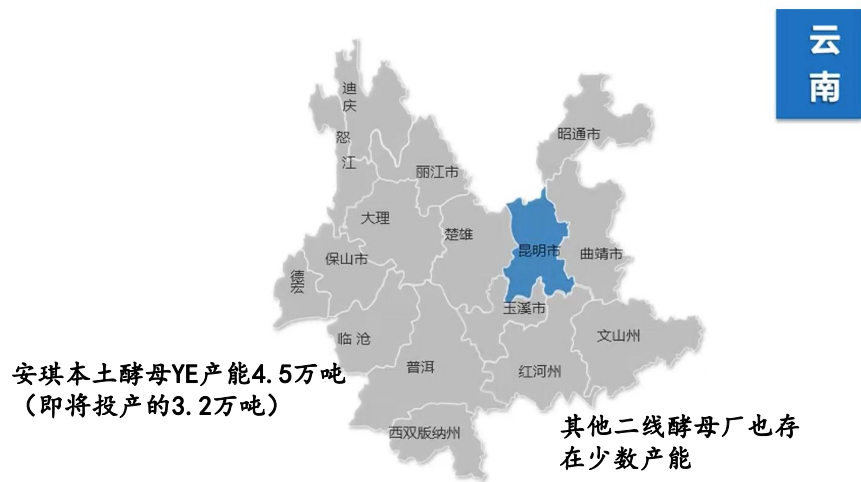 云
南
迪
庆
昭通市
怒
江
丽江市
大理
楚雄
昆明市
曲靖市
保山市
德
宏
玉溪市
临沧
文山州
普洱
红河州
安琪本土酵母YE产能4.5万吨
（即将投产的3.2万吨）
西双版纳州
其他二线酵母厂也存
在少数产能